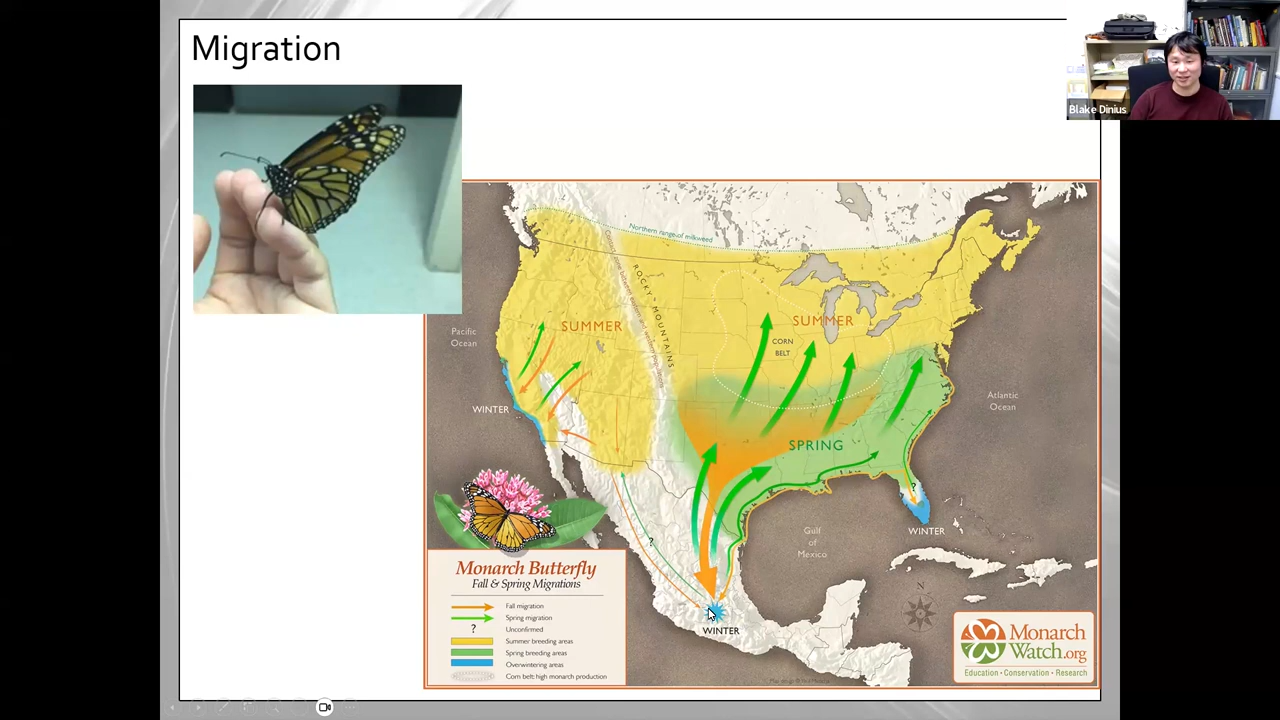 Migration
Blake Dinius
Northern range of milkweed
ROCKY MOUNTAINS
Pacific
Ocean
SUMMER
SUMMER
CORN
BELT
Atlantic
Ocean
WINTER
SPRING
?
?
WINTER
Gulf
of
Mexico
N
WINTER
Monarch Butterfly
Fall & Spring Migrations
Fall migration
Spring migration
? Unconfirmed
Summer breeding areas
Spring breeding areas
Overwintering areas
Corn belt: high monarch production
Monarch
Watch.org
Education • Conservation • Research